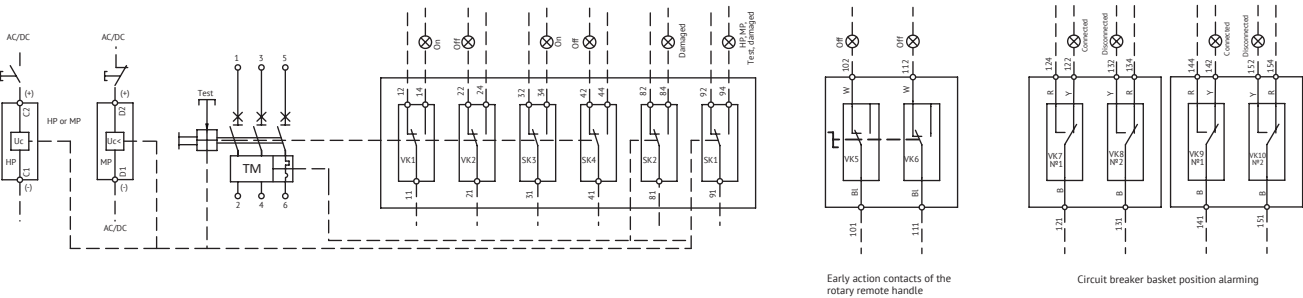 AC/DC
(+)
C2
Uc
HP
C1
(-)
HP or MP
AC/DC
(+)
D2
Uc<
MP
D1
(-)
AC/DC
Test
1 3 5
TM
2 4 6
On
Off
On
Off
Damaged
HP, MP,
Test, damaged
12 14
22 24
32 34
42 44
82 84
92 94
VK1
VK2
SK3
SK4
SK2
SK1
11
21
31
41
81
91
Off
Off
102
112
W
W
VK5
VK6
Bl
Bl
101
111
Early action contacts of the
rotary remote handle
Connected
Disconnected
Connected
Disconnected
124 122
132 134
144 142
152 154
R Y
Y R
R Y
Y R
VK7
№1
VK8
№2
VK9
№1
VK10
№2
B
B
B
B
121
131
141
151
Circuit breaker basket position alarming